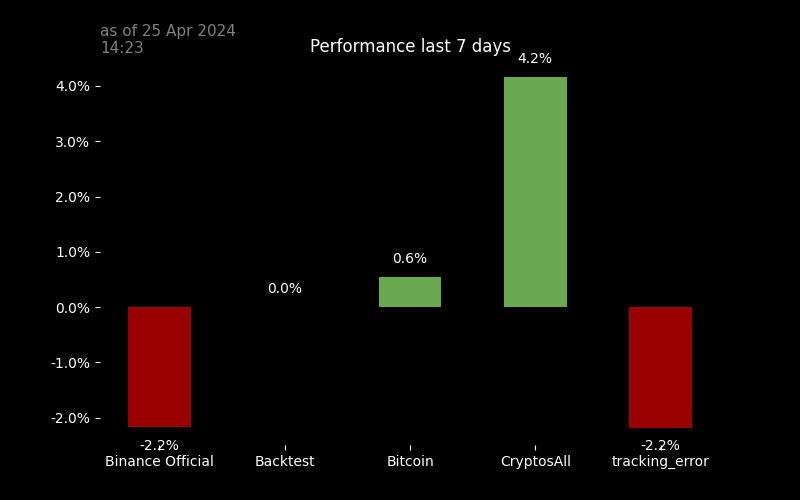 as of 25 Apr 2024
14:23
Performance last 7 days
4.2%
4.0%
3.0%
2.0%
1.0%
0.6%
0.0%
0.0%
-1.0%
-2.0%
-2.2%
-2.2%
Binance Official
Backtest
Bitcoin
CryptosAll
tracking_error